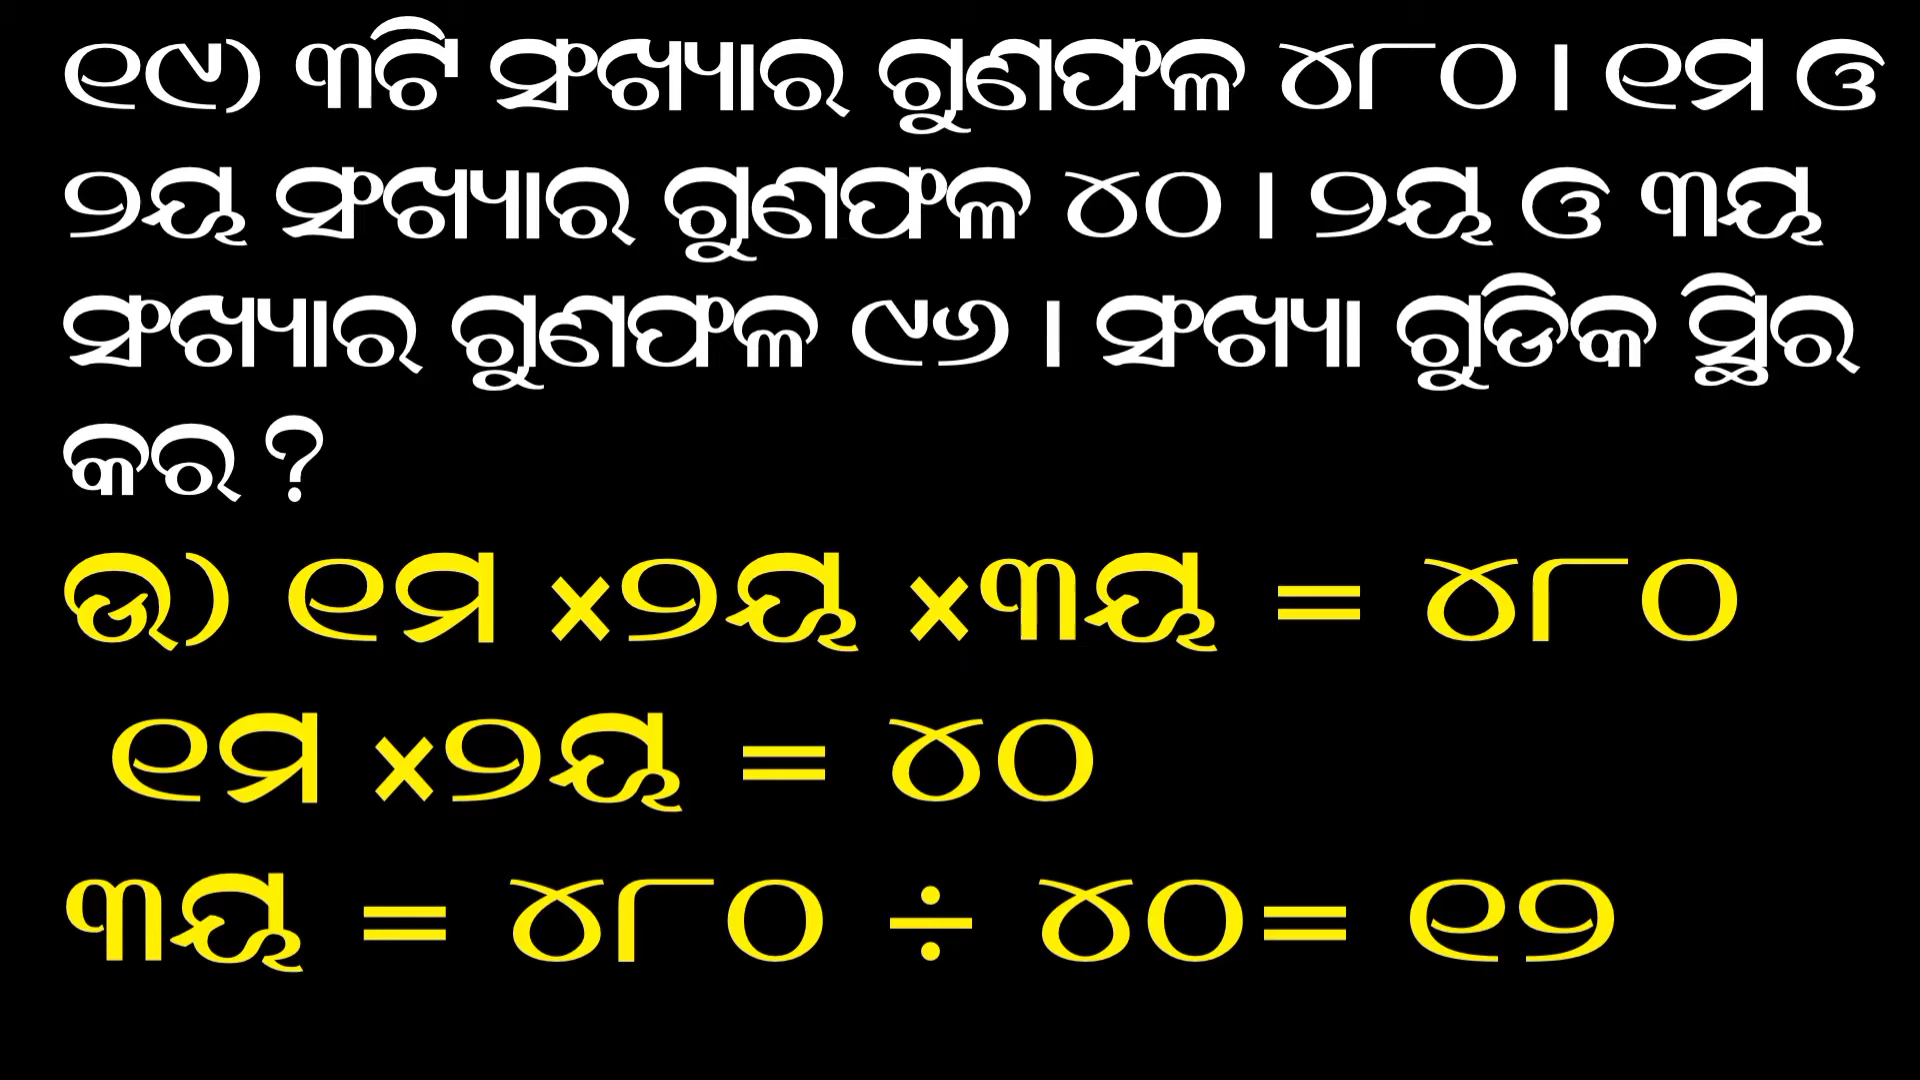 ୧୯) ୩ଟି ସଂଖ୍ୟାର ଗୁଣଫଳ ୪୮୦ । ୧ମ ଓ
୨ୟ ସଂଖ୍ୟାର ଗୁଣଫଳ ୪୦ । ୨ୟ ଓ ୩ୟ
ସଂଖ୍ୟାର ଗୁଣଫଳ ୯୬ । ସଂଖ୍ୟା ଗୁଡିକ ସ୍ଥିର
କର ?
ଉ) ୧ମ ×୨ୟ ×୩ୟ = ୪୮୦
୧ମ ×୨ୟ = ୪୦
୩ୟ = ୪୮୦ ÷ ୪୦= ୧୨